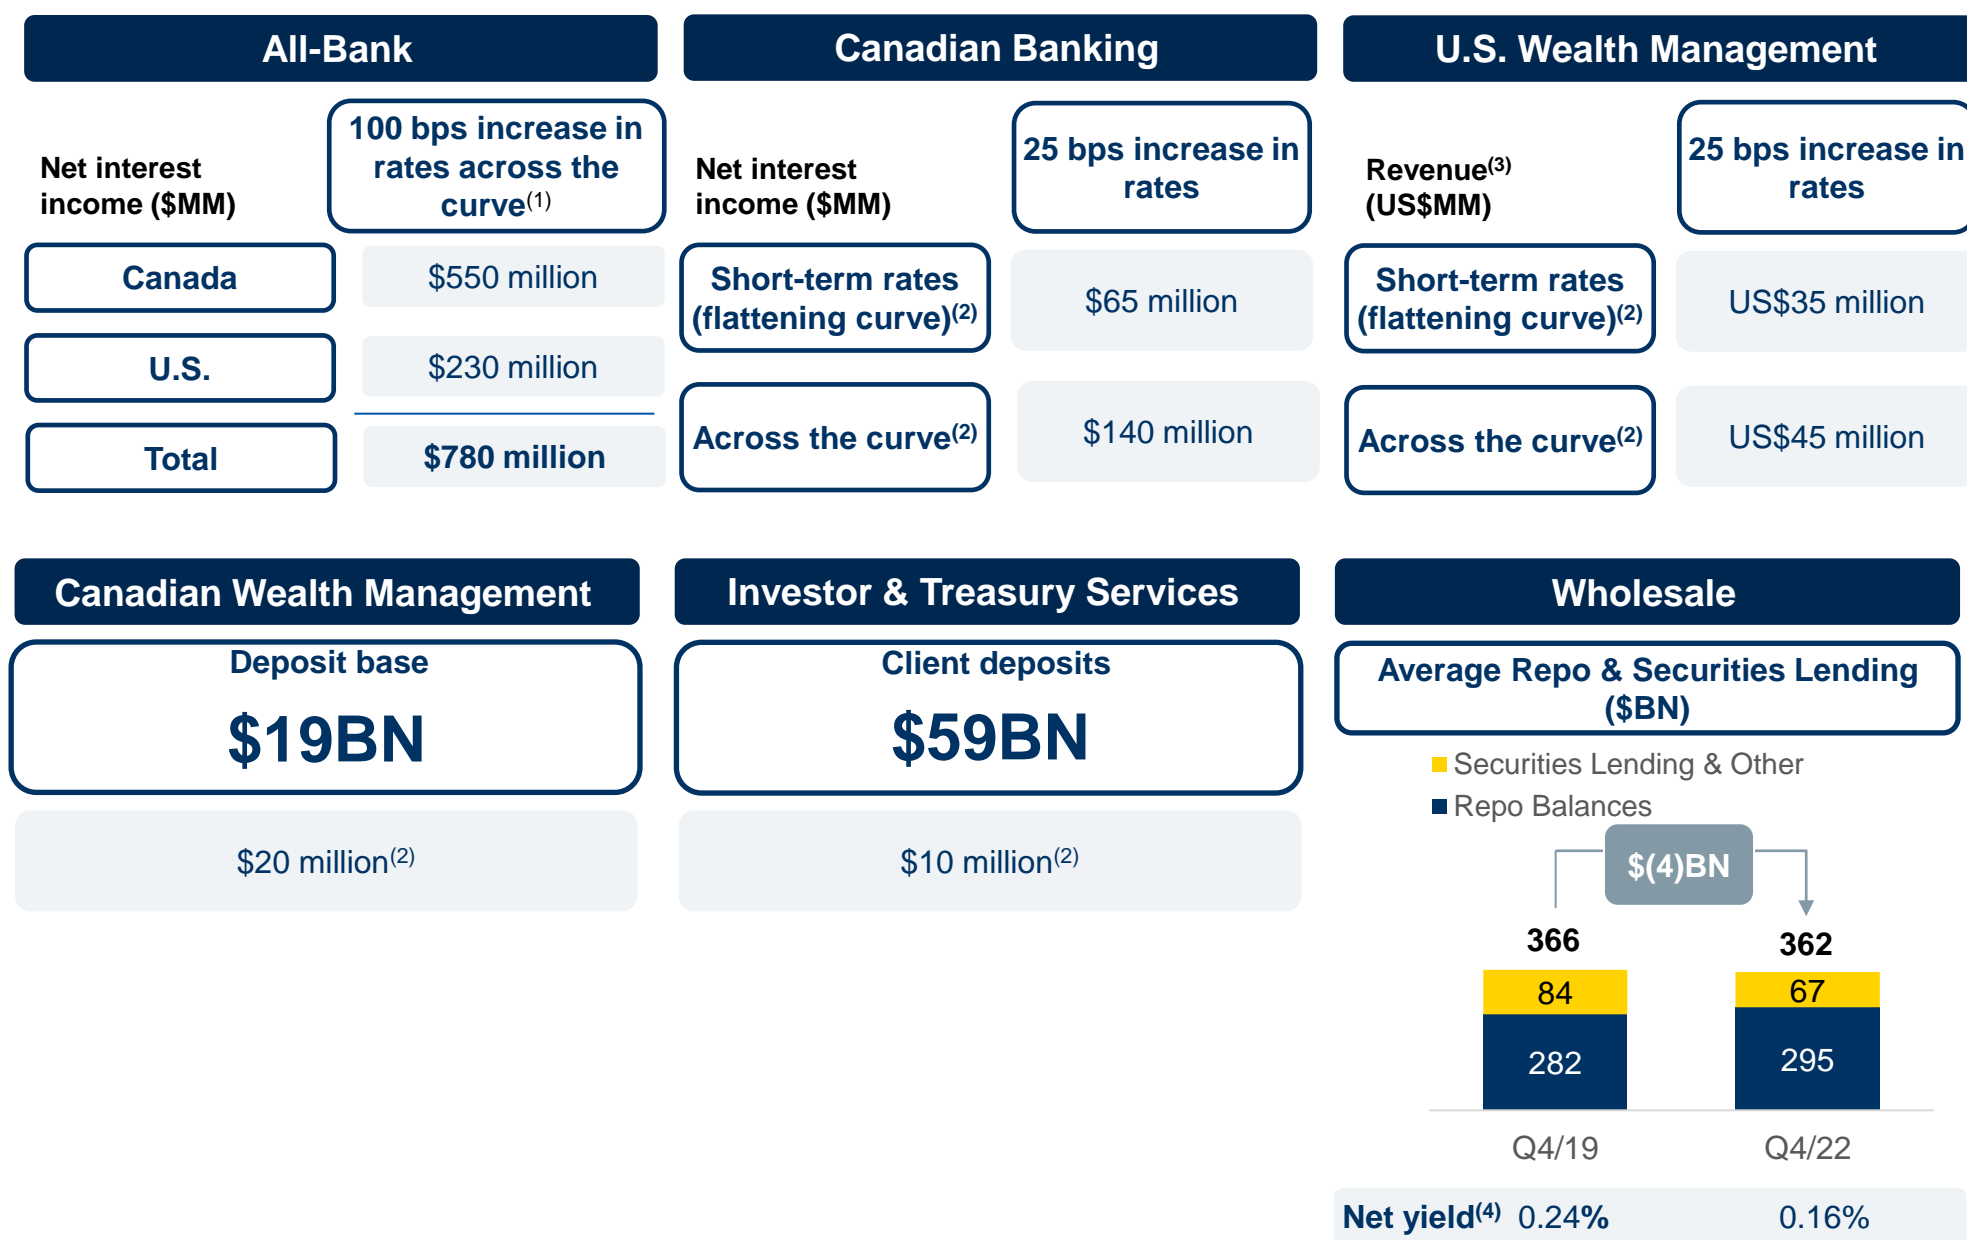 All-Bank
Net interest
income ($MM)
100 bps increase in
rates across the
curve(1)
Canada
$550 million
U.S.
$230 million
Total
$780 million
Canadian Banking
Net interest
income ($MM)
25 bps increase in
rates
Short-term rates
(flattening curve)(2)
$65 million
Across the curve(2)
$140 million
U.S. Wealth Management
Revenue(3)
(US$MM)
25 bps increase in
rates
Short-term rates
(flattening curve)(2)
US$35 million
Across the curve(2)
US$45 million
Canadian Wealth Management
Deposit base
$19BN
$20 million(2)
Investor & Treasury Services
Client deposits
$59BN
$10 million(2)
Wholesale
Average Repo & Securities Lending
($BN)
Securities Lending & Other
Repo Balances
$(4)BN
366
362
84
67
282
295
Q4/19
Q4/22
Net yield(4) 0.24% 0.16%